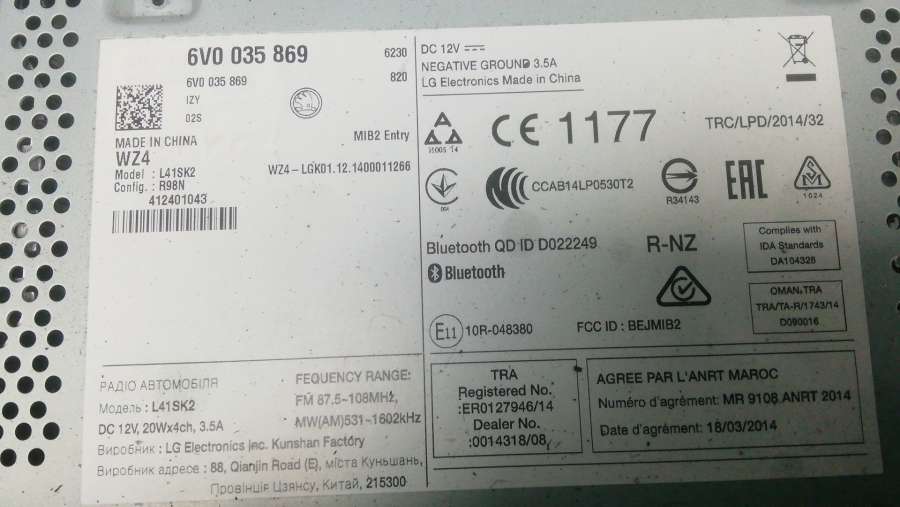 6V0 035 869
6230
6V0 035 869
820
IZY
02S
MIB2 Entry
MADE IN CHINA
WZ4
Model : L41SK2
WZ4 - LGK01.12.1400011266
Config. : R98N
412401043
DC 12V
NEGATIVE GROUND 3.5A
LG Electronics Made in China
CE 1177
TRC/LPD/2014/32
CCAB14LP0530T2
R34143
EAC
1024
Bluetooth QD ID D022249
R-NZ
Complies with
IDA Standards
DA104328
Bluetooth
OMAN.TRA
TRA/TA-R/1743/14
D090016
E11 10R-048380
FCC ID : BEJMIB2
РАДІО АВТОМОБІЛЯ
Модель : L41SK2
DC 12V, 20Wx4ch, 3.5A
FEQUENCY RANGE:
FM 87.5~108MHz,
MW(AM)531~1602kHz
Виробник : LG Electronics Inc. Kunshan Factory
Виробник адресе : 88, Qianjin Road (E), міста Куньшань,
Провінція Цзянсу, Китай, 215300
TRA
Registered No.
:ER0127946/14
Dealer No.
:0014318/08
AGREE PAR L'ANRT MAROC
Numéro d'agrément: MR 9108 ANRT 2014
Date d'agrément: 18/03/2014